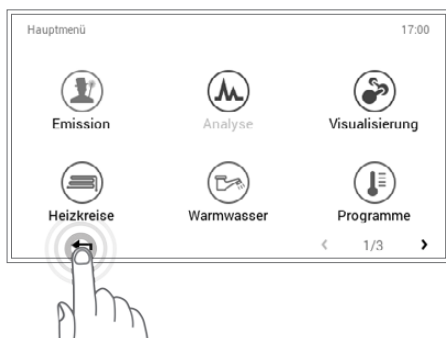 Hauptmenü 17:00
Emission Analyse Visualisierung
Heizkreise Warmwasser Programme
1/3